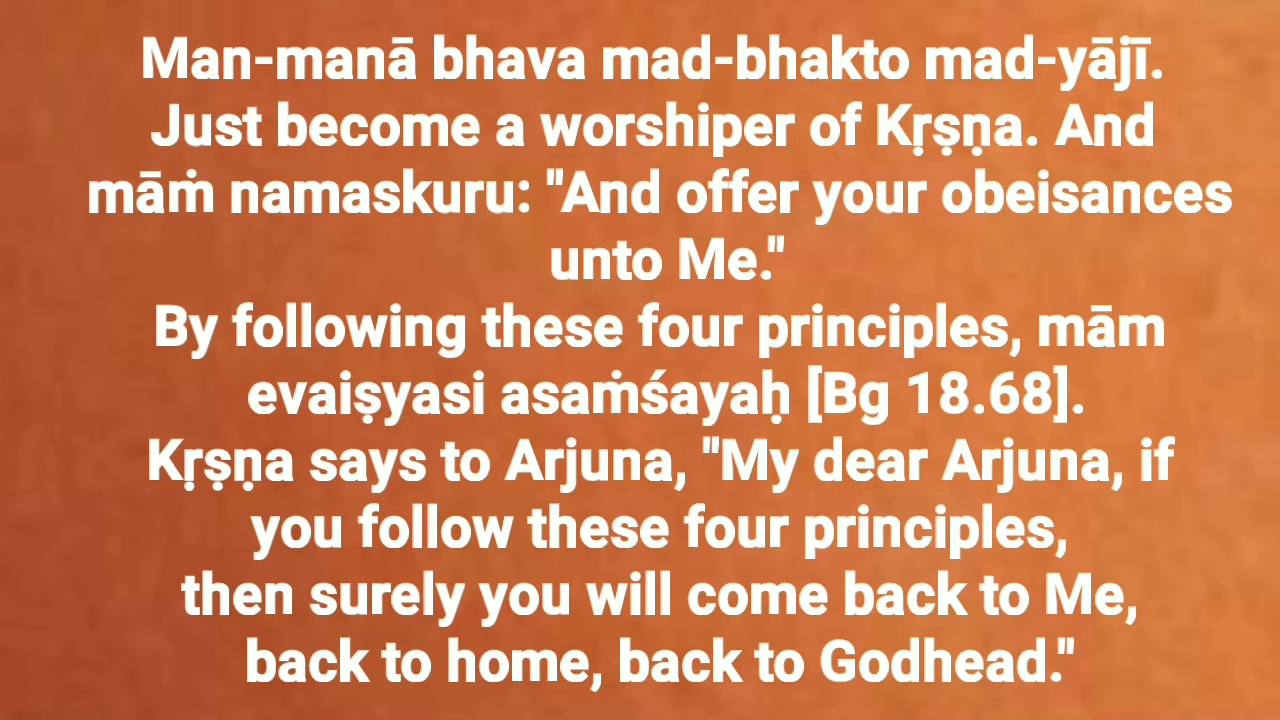 Man-manā bhava mad-bhakto mad-yājī.
Just become a worshiper of Kṛṣṇa. And
māṁ namaskuru: "And offer your obeisances
unto Me."
By following these four principles, mām
evaiṣyasi asaṁśayaḥ [Bg 18.68].
Kṛṣṇa says to Arjuna, "My dear Arjuna, if
you follow these four principles,
then surely you will come back to Me,
back to home, back to Godhead."